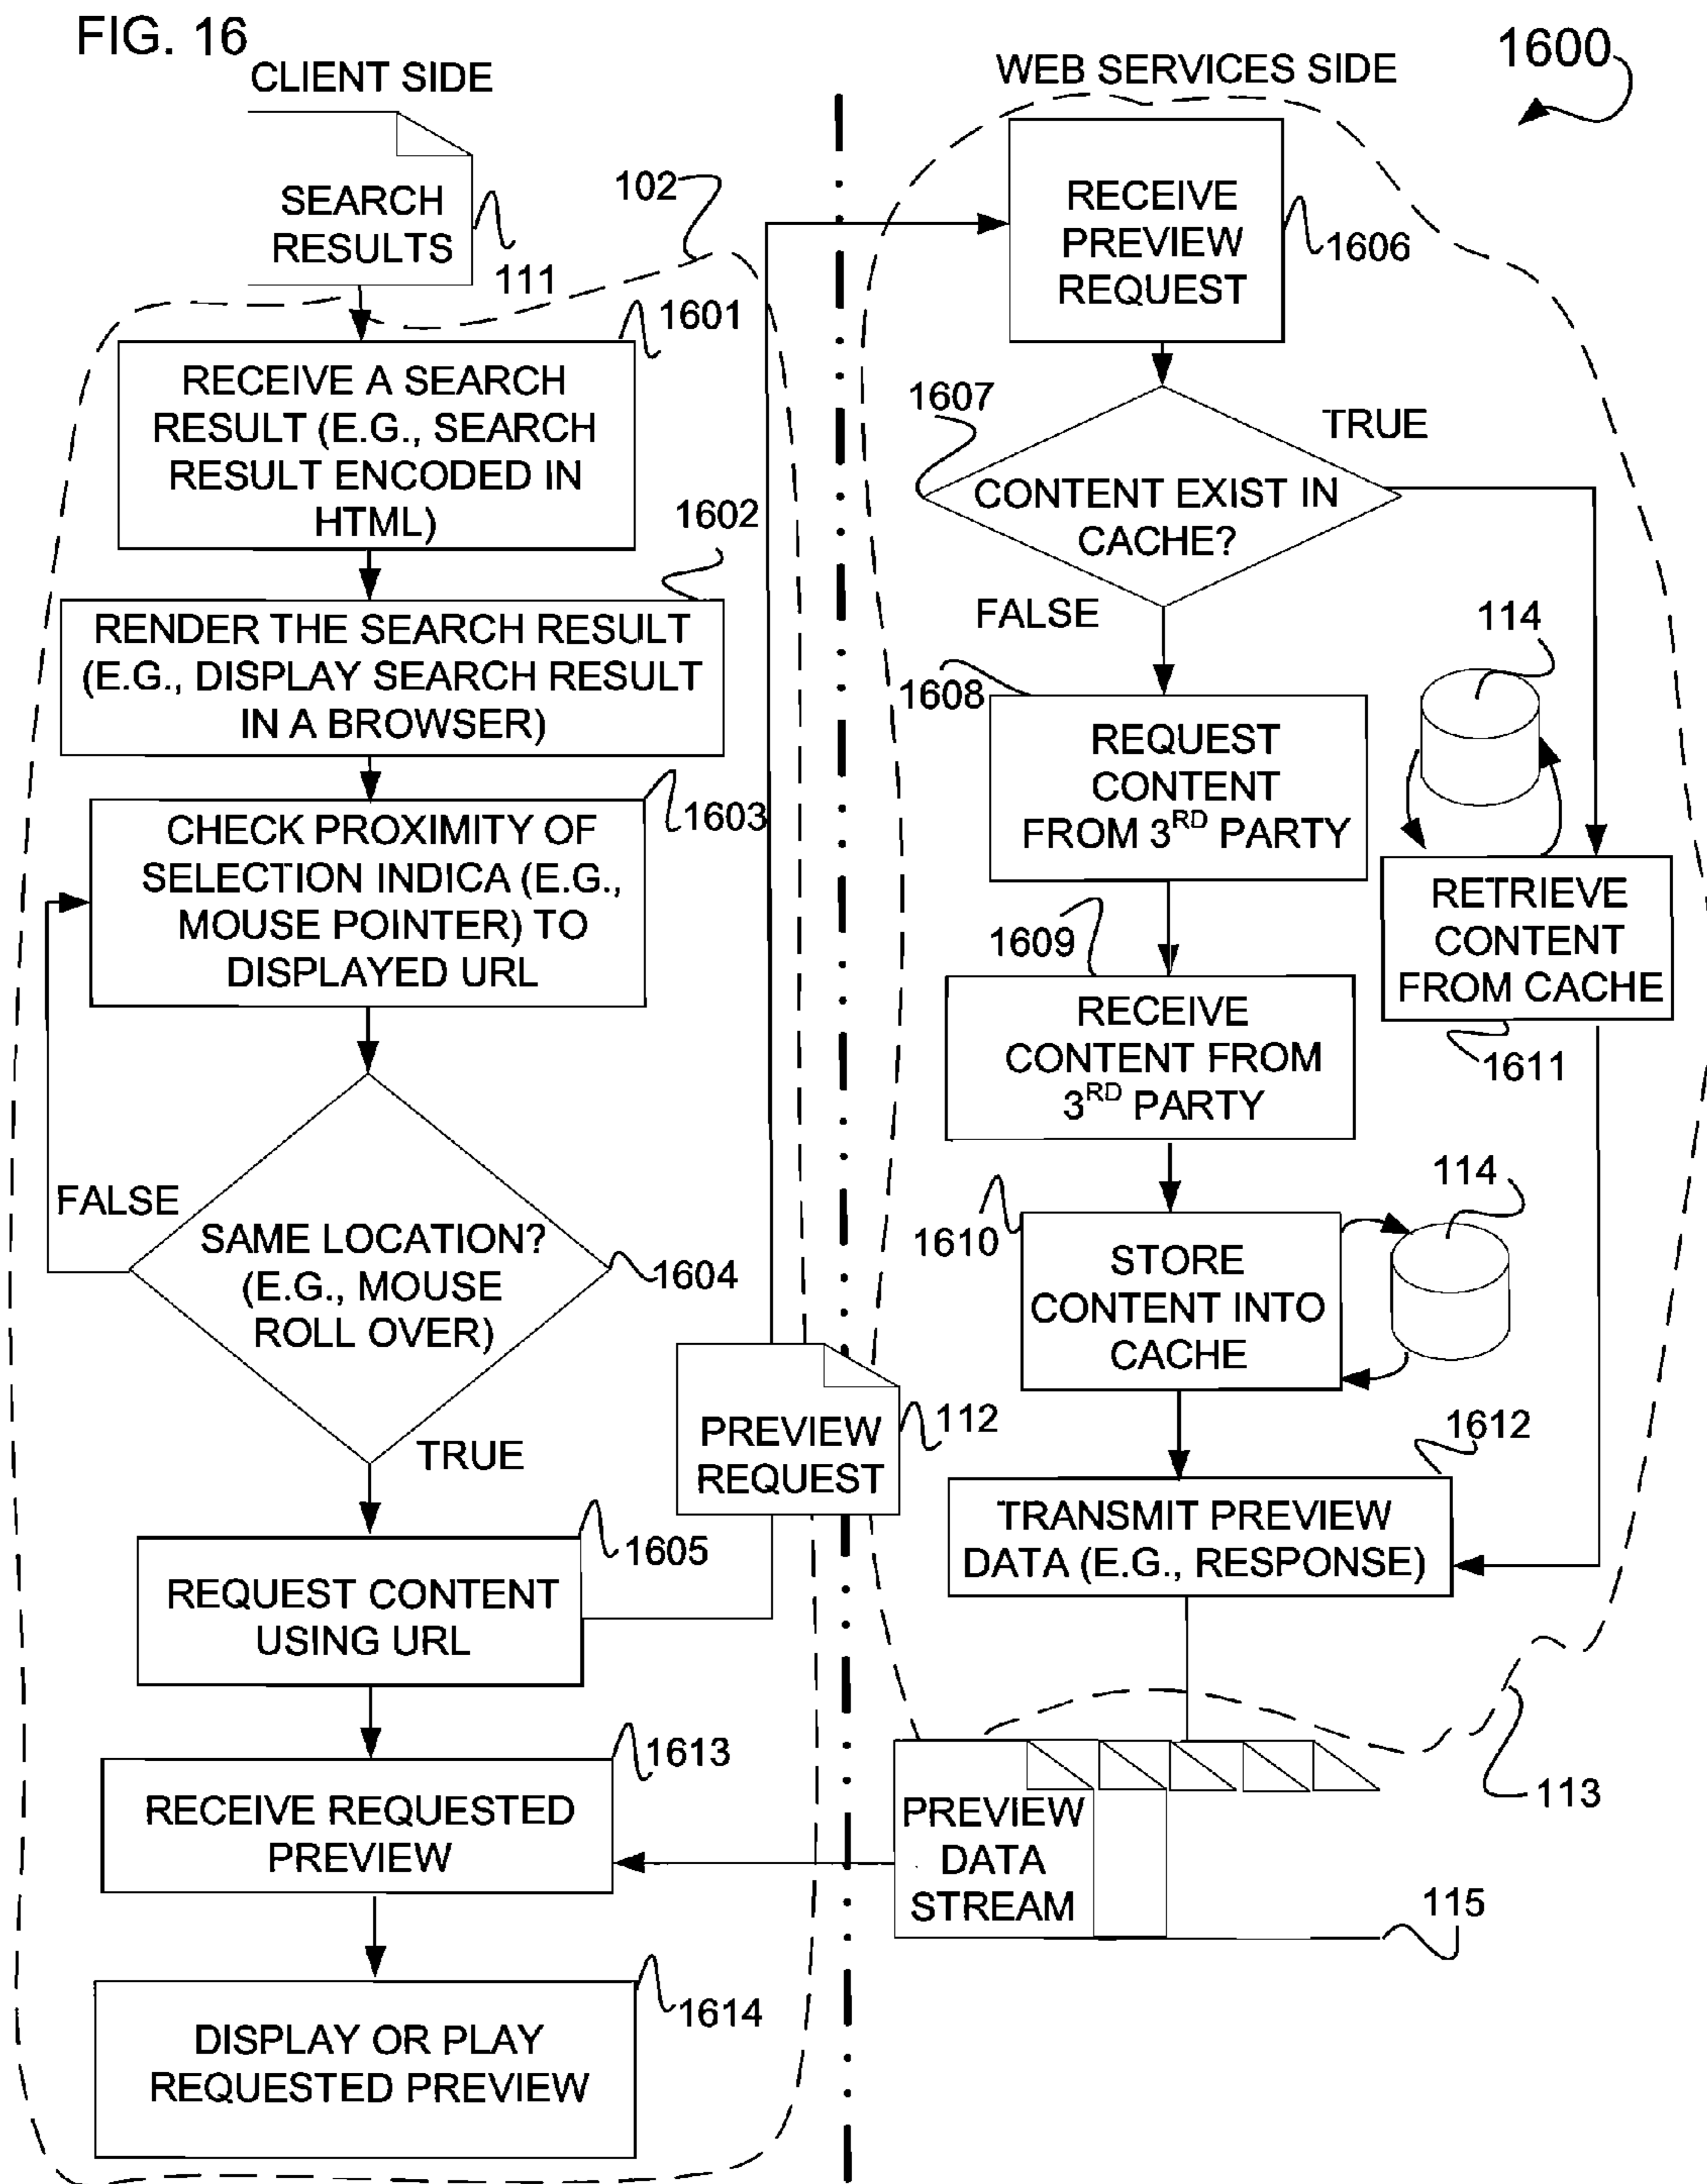 FIG. 16
CLIENT SIDE
SEARCH
RESULTS
111
102
1601
RECEIVE A SEARCH
RESULT (E.G., SEARCH
RESULT ENCODED IN
HTML)
1602
RENDER THE SEARCH RESULT
(E.G., DISPLAY SEARCH RESULT
IN A BROWSER)
1603
CHECK PROXIMITY OF
SELECTION INDICA (E.G.,
MOUSE POINTER) TO
DISPLAYED URL
FALSE
SAME LOCATION?
(E.G., MOUSE
ROLL OVER)
1604
TRUE
PREVIEW
REQUEST
112
1605
REQUEST CONTENT
USING URL
1613
RECEIVE REQUESTED
PREVIEW
1614
DISPLAY OR PLAY
REQUESTED PREVIEW
WEB SERVICES SIDE
1600
RECEIVE
PREVIEW
REQUEST
1606
1607
TRUE
CONTENT EXIST IN
CACHE?
FALSE
114
1608
REQUEST
CONTENT
FROM 3RD PARTY
RETRIEVE
CONTENT
FROM CACHE
1611
1609
RECEIVE
CONTENT FROM
3RD PARTY
114
1610
STORE
CONTENT INTO
CACHE
1612
TRANSMIT PREVIEW
DATA (E.G., RESPONSE)
113
PREVIEW
DATA
STREAM
115